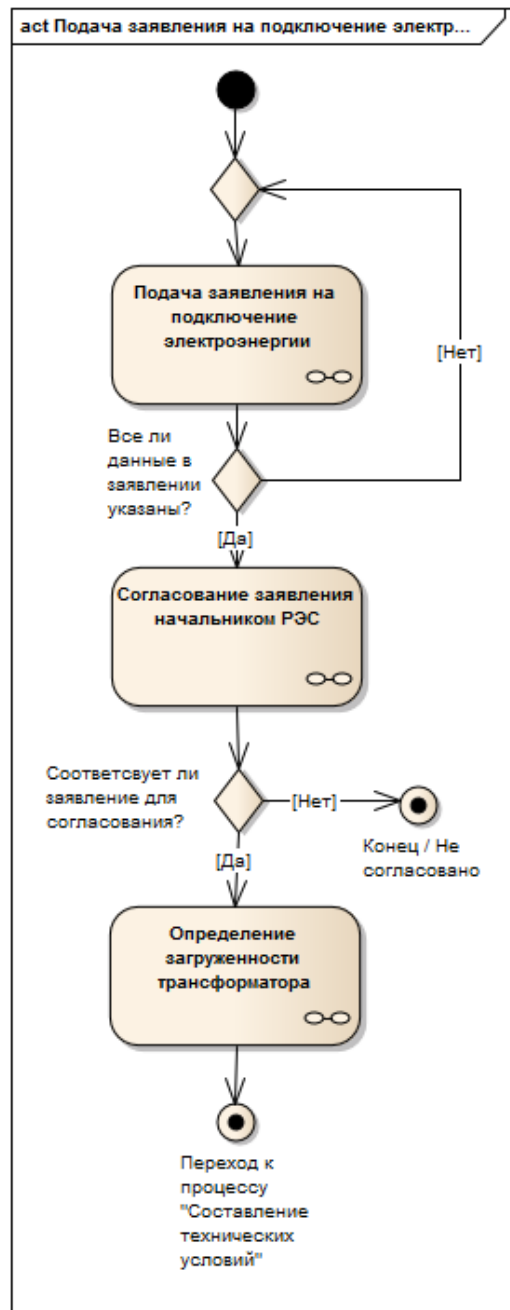 act Подача заявления на подключение электр...
Подача заявления на
подключение
электроэнергии
[Нет]
Все ли
данные в
заявлении
указаны?
[Да]
Согласование заявления
начальником РЭС
Соответсвует ли
заявление для
согласования?
[Нет]
Конец / Не
согласовано
[Да]
Определение
загруженности
трансформатора
Переход к
процессу
"Составление
технических
условий"